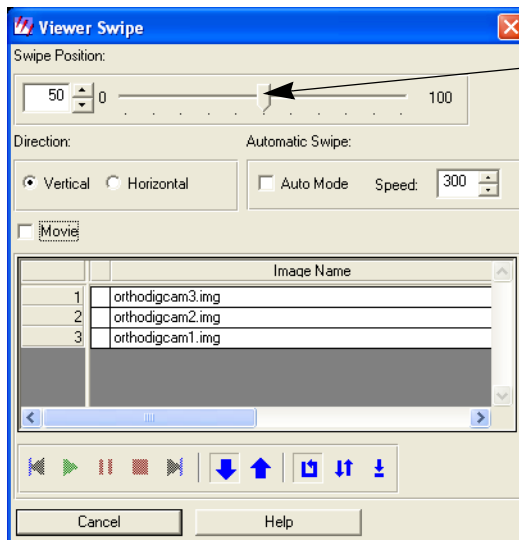 Viewer Swipe
Swipe Position:
50 0 100
Direction: Automatic Swipe:
Vertical Horizontal Auto Mode Speed: 300
Movie
Image Name
1 orthodigcam3.img
2 orthodigcam2.img
3 orthodigcam1.img
Cancel Help